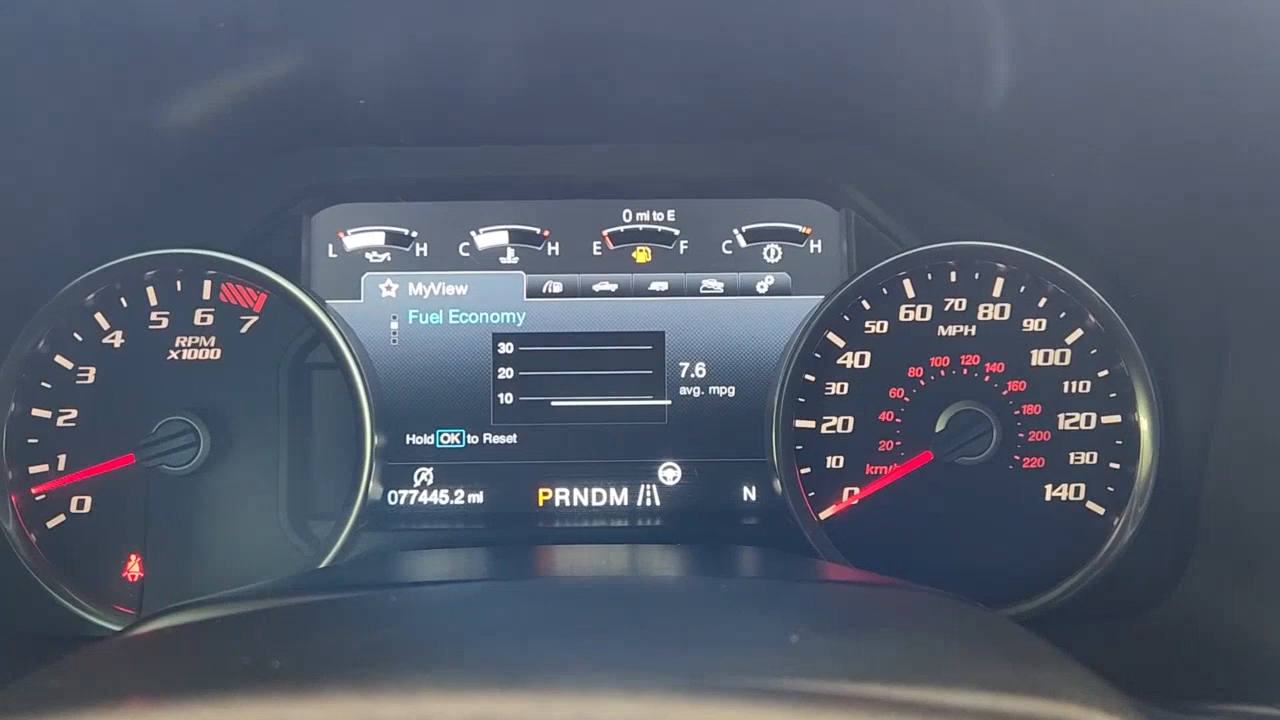 0 mi to E
L H C H E F C H
MyView
Fuel Economy
30
20
10
7.6
avg. mpg
Hold OK to Reset
077445.2 mi
PRNDM
N
0 1 2 3 4 5 6 7
RPM
x1000
0 10 20 30 40 50 60 70 80 90 100 110 120 130 140
MPH
20 40 60 80 100 120 140 160 180 200 220
km/h